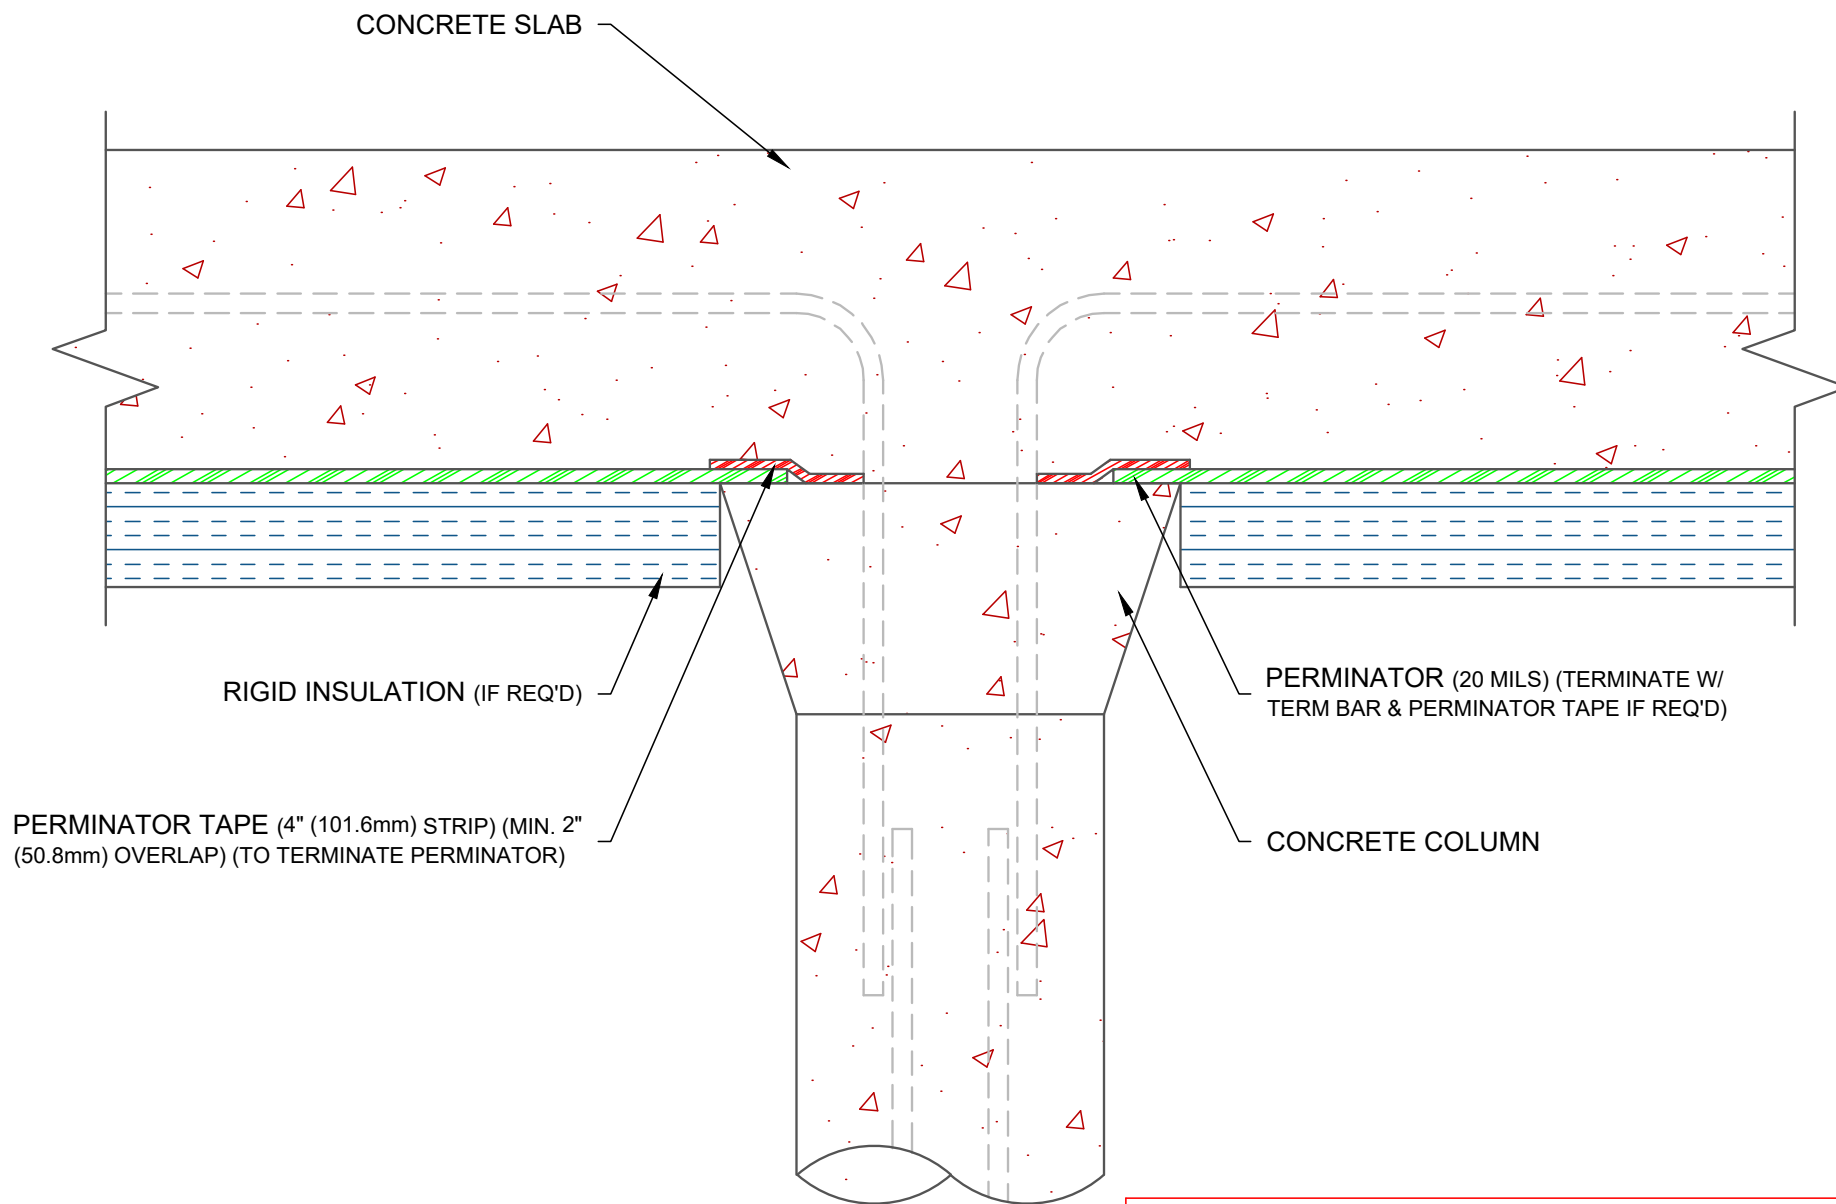 CONCRETE SLAB
RIGID INSULATION (IF REQ'D)
PERMINATOR (20 MILS) (TERMINATE W/
TERM BAR & PERMINATOR TAPE IF REQ'D)
PERMINATOR TAPE (4" (101.6mm) STRIP) (MIN. 2"
(50.8mm) OVERLAP) (TO TERMINATE PERMINATOR)
CONCRETE COLUMN